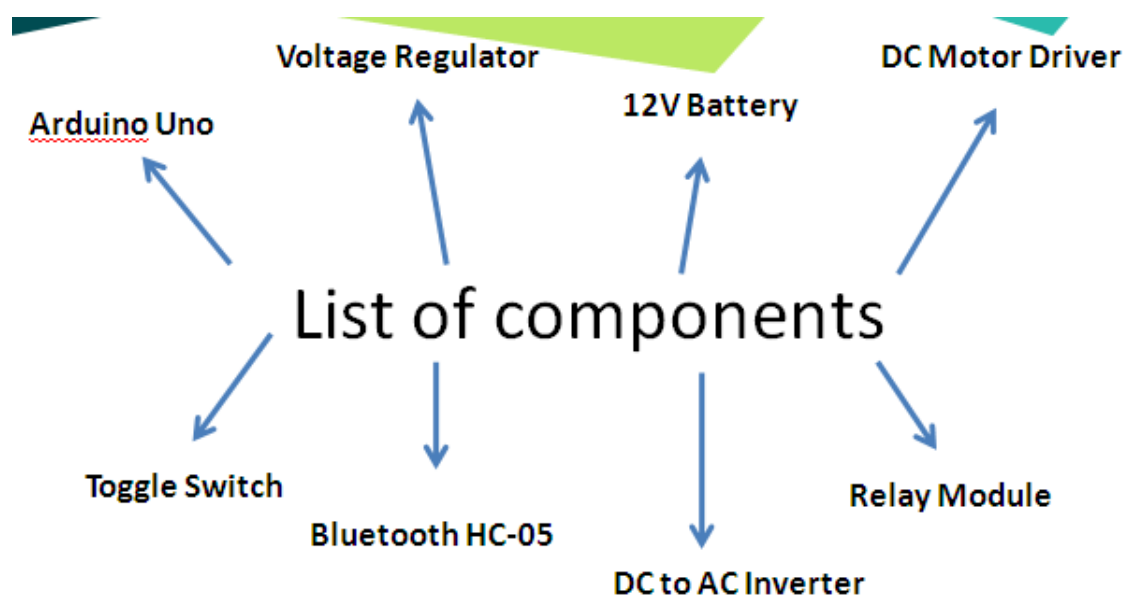 Voltage Regulator
DC Motor Driver
12V Battery
Arduino Uno
List of components
Toggle Switch
Relay Module
Bluetooth HC-05
DC to AC Inverter